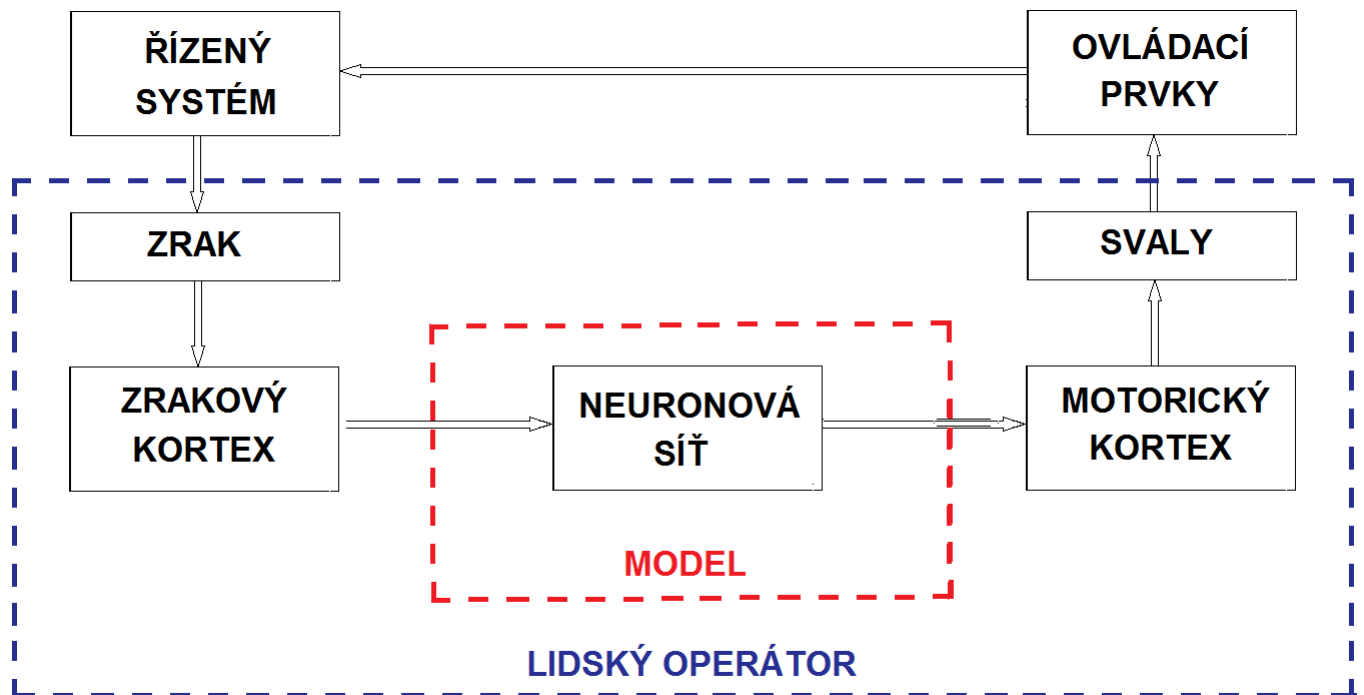 ŘÍZENÝ
SYSTÉM
OVLÁDACÍ
PRVKY
ZRAK
SVALY
ZRAKOVÝ
KORTEX
NEURONOVÁ
SÍŤ
MOTORICKÝ
KORTEX
MODEL
LIDSKÝ OPERÁTOR